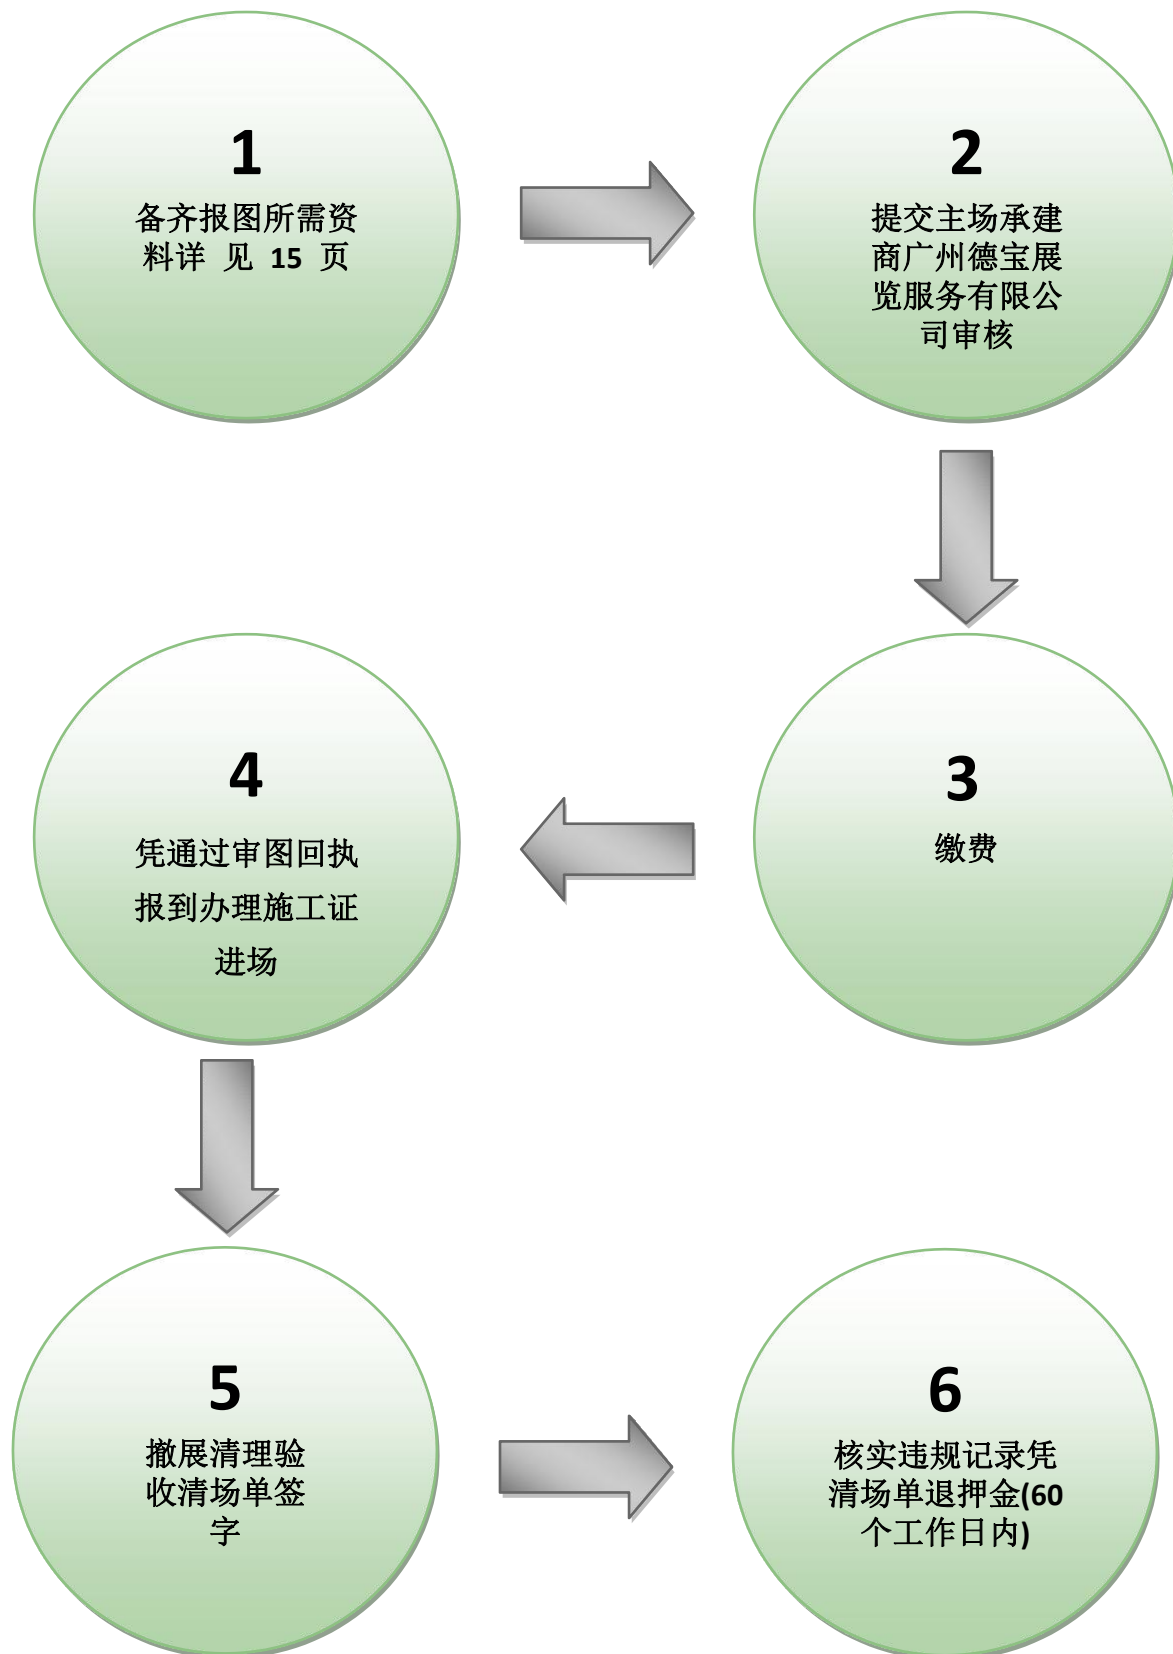 1
备齐报图所需资
料详 见 15 页
2
提交主场承建
商广州德宝展
览服务有限公
司审核
3
缴费
4
凭通过审图回执
报到办理施工证
进场
5
撤展清理验
收清场单签
字
6
核实违规记录凭
清场单退押金(60
个工作日内)